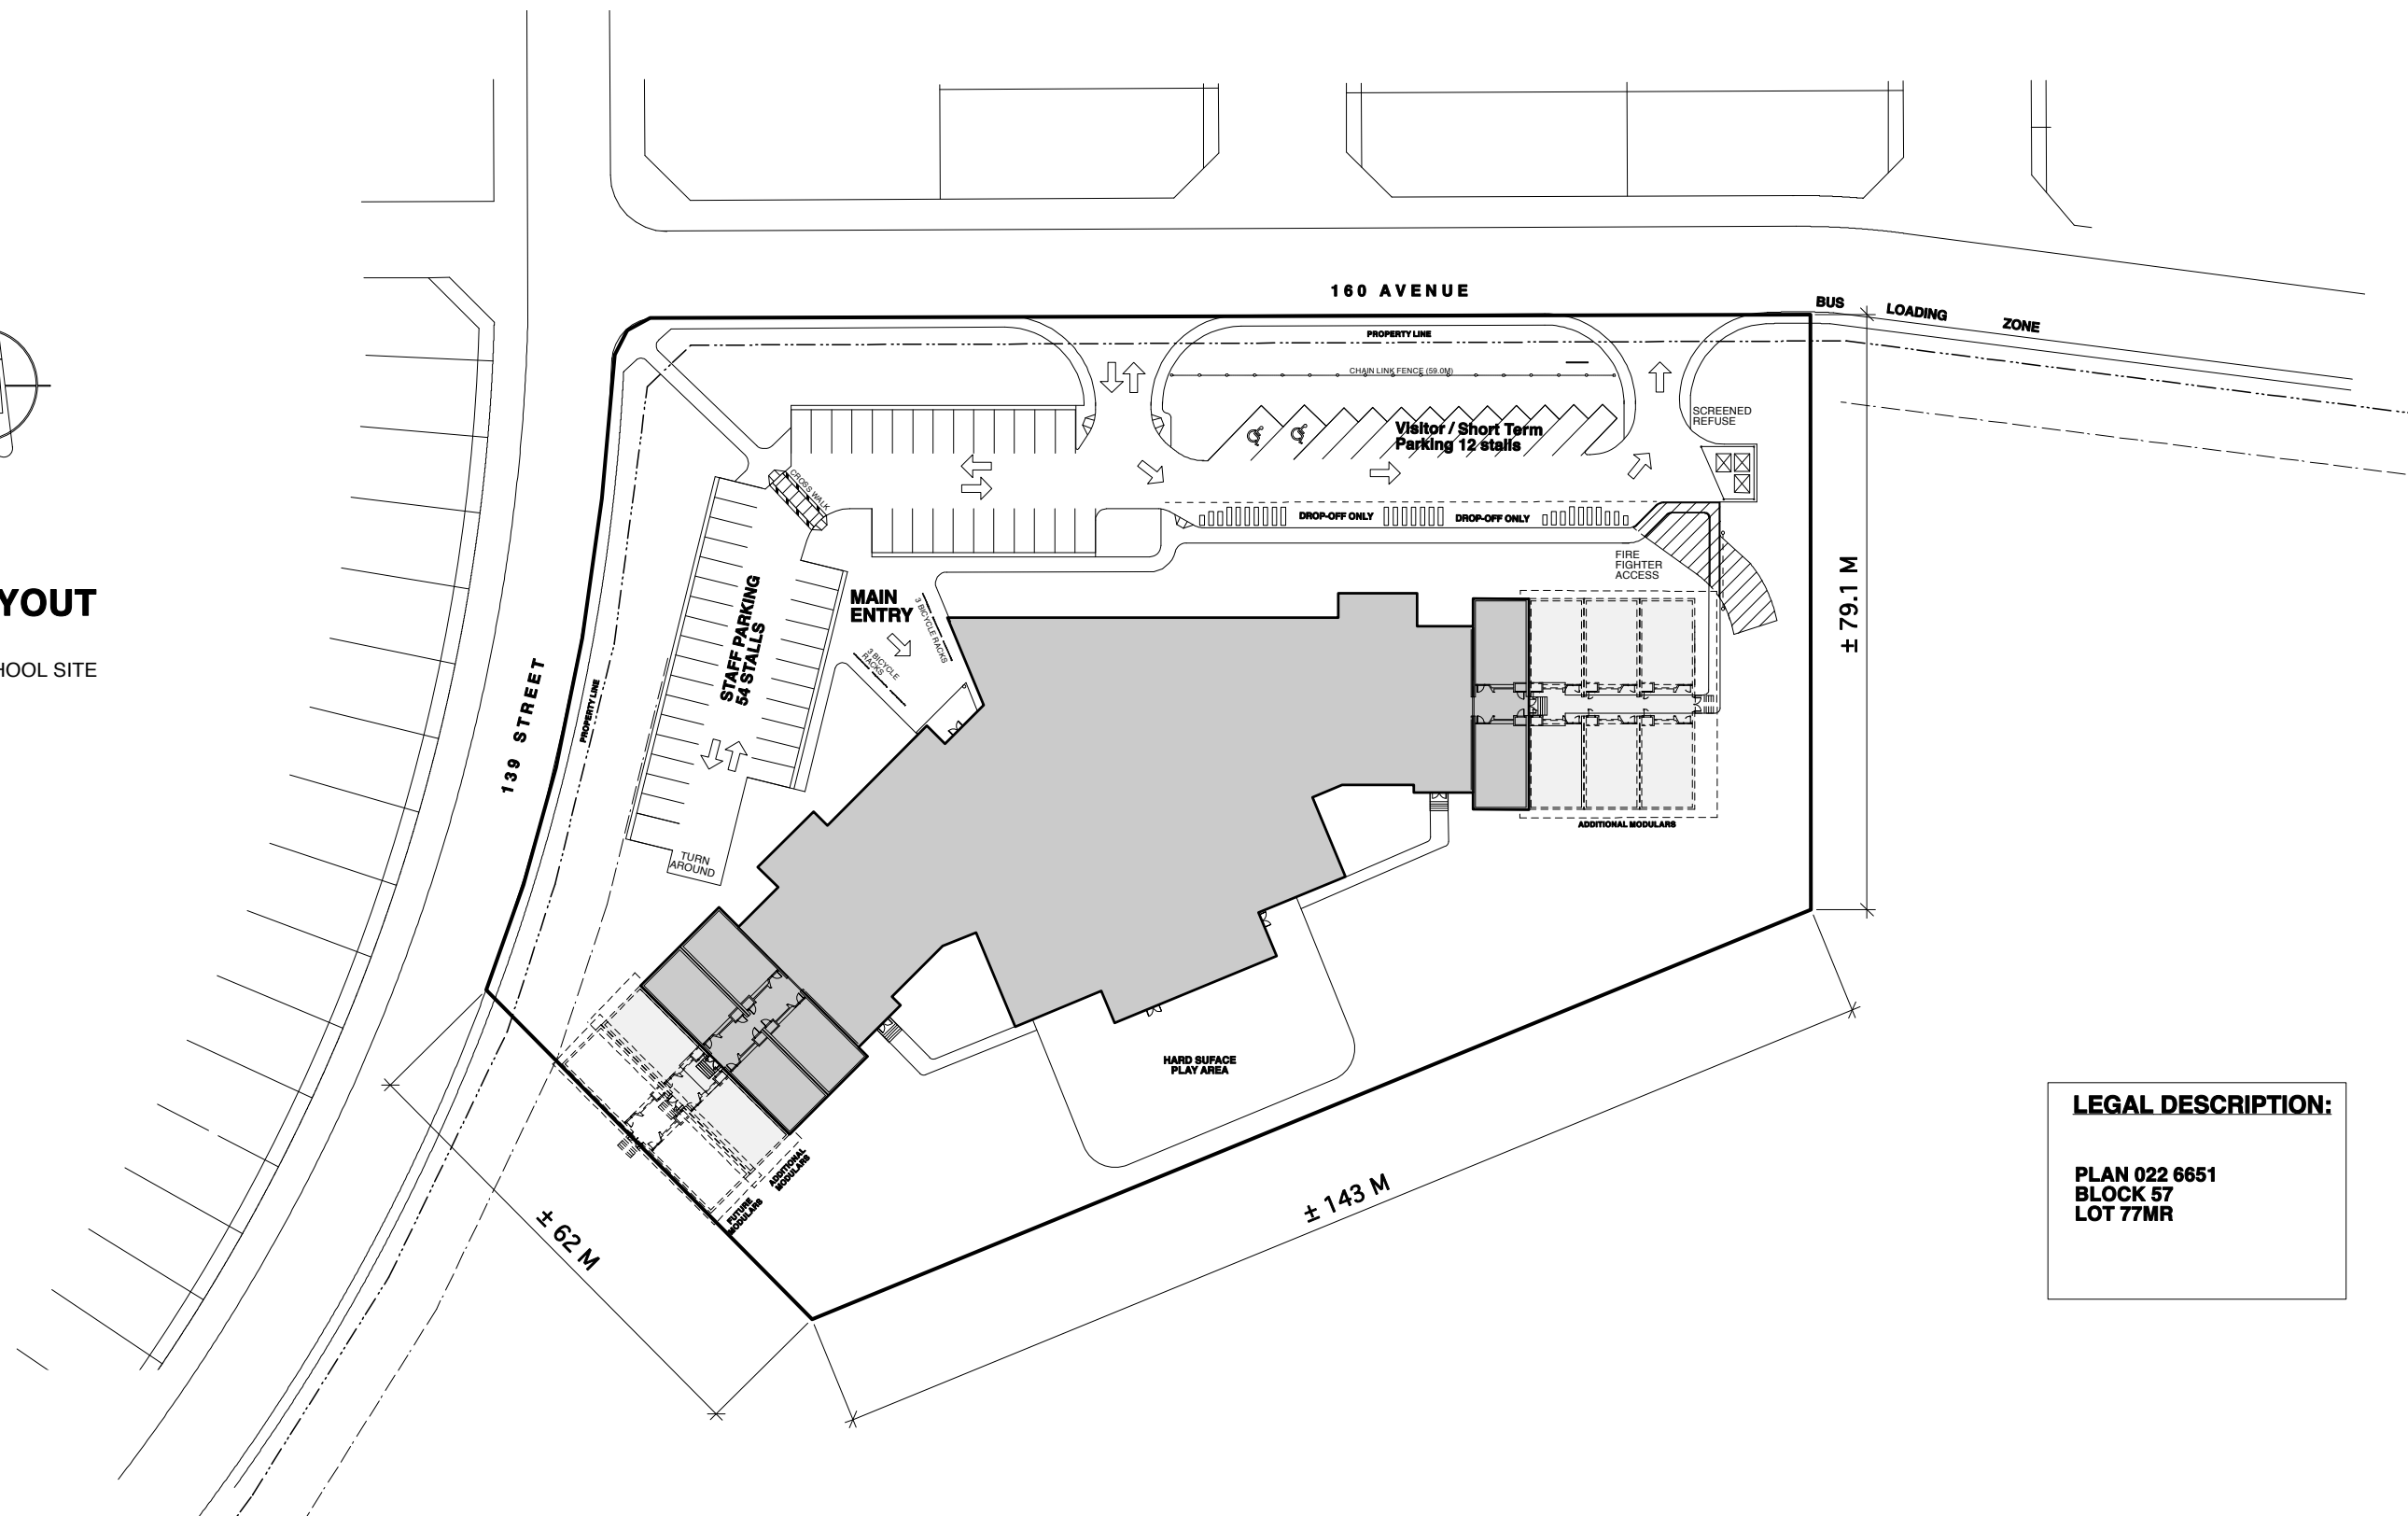 160 AVENUE
BUS LOADING ZONE
PROPERTY LINE
CHAIN LINK FENCE (59.0M)
SCREENED
REFUSE
Visitor / Short Term
Parking 12 stalls
CROSS WALK
DROP-OFF ONLY
DROP-OFF ONLY
FIRE
FIGHTER
ACCESS
± 79.1 M
YOUT
HOOL SITE
MAIN
ENTRY
3 BICYCLE RACKS
3 BICYCLE
RACKS
STAFF PARKING
54 STALLS
139 STREET
PROPERTY LINE
TURN
AROUND
ADDITIONAL MODULARS
HARD SUFACE
PLAY AREA
ADDITIONAL
MODULARS
FUTURE
MODULARS
± 62 M
± 143 M
LEGAL DESCRIPTION:
PLAN 022 6651
BLOCK 57
LOT 77MR